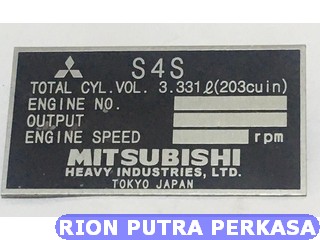 S4S
TOTAL CYL.VOL. 3.331ℓ(203cuin)
ENGINE NO.
OUTPUT
ENGINE SPEED rpm
MITSUBISHI
HEAVY INDUSTRIES, LTD.
TOKYO JAPAN
RION PUTRA PERKASA